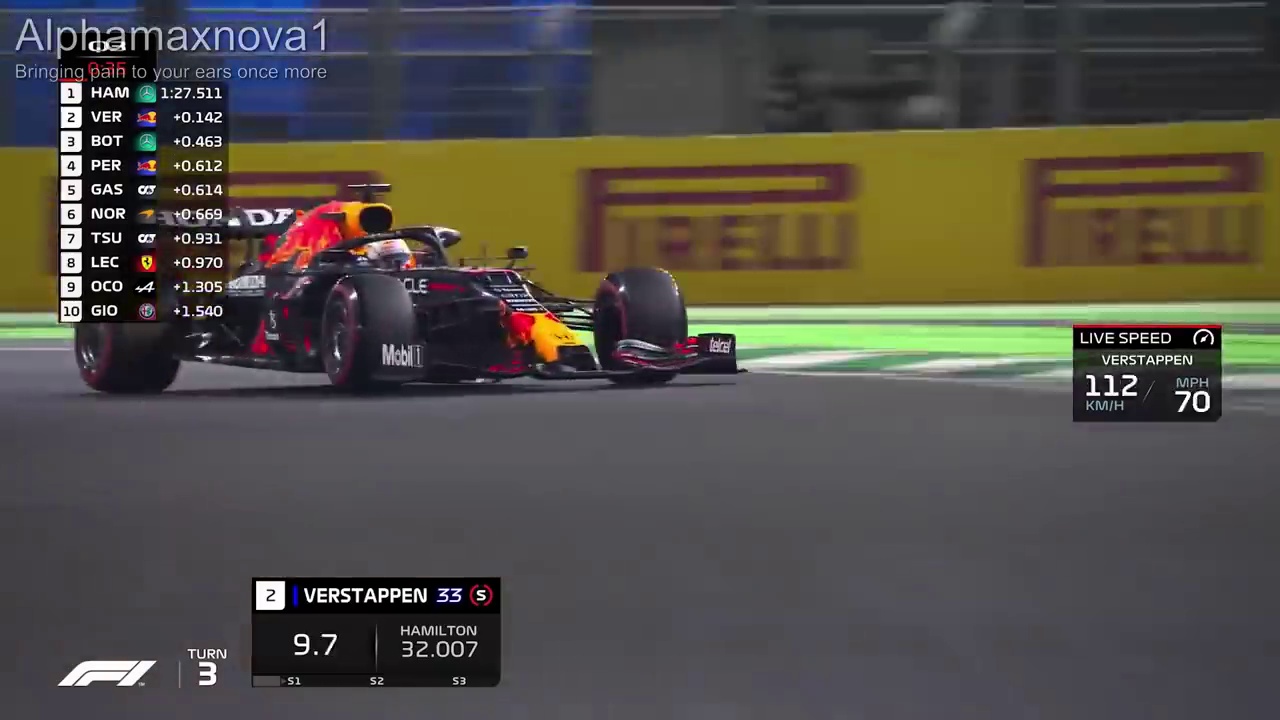 Alphamaxnova1
Q3
0:35
Bringing pain to your ears once more
1 HAM 1:27.511
2 VER +0.142
3 BOT +0.463
4 PER +0.612
5 GAS +0.614
6 NOR +0.669
7 TSU +0.931
8 LEC +0.970
9 OCO +1.305
10 GIO +1.540
HONDA
PIRELLI
PIRELLI
Mobil 1
telcel
LIVE SPEED
VERSTAPPEN
112 / MPH
KM/H 70
2 VERSTAPPEN 33 S
9.7 HAMILTON
32.007
S1 S2 S3
F1
TURN
3